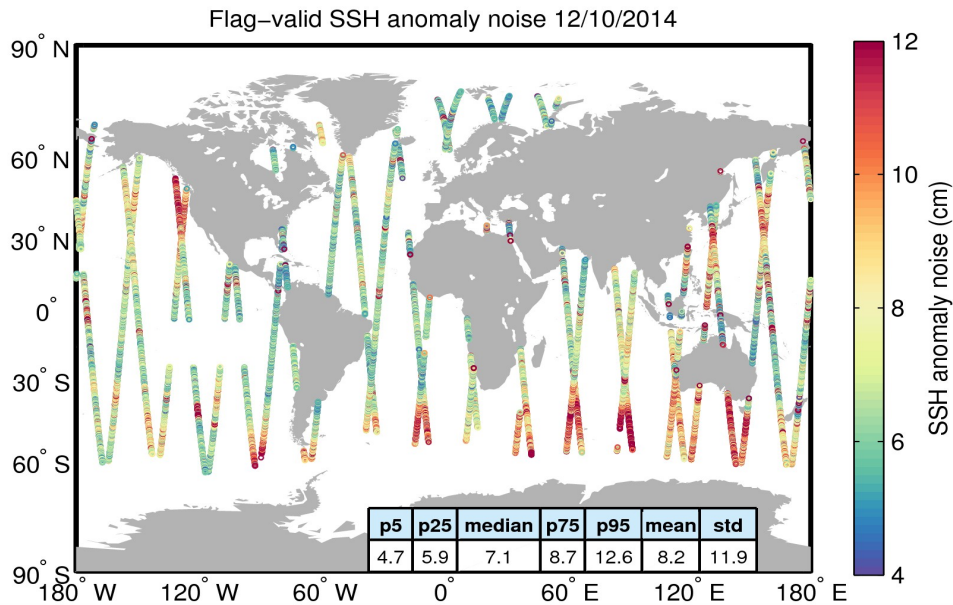 Flag−valid SSH anomaly noise 12/10/2014
90° N
60° N
30° N
0°
30° S
60° S
90° S
180° W
120° W
60° W
0°
60° E
120° E
180° E
p5 p25 median p75 p95 mean std
4.7 5.9 7.1 8.7 12.6 8.2 11.9
12
10
8
6
4
SSH anomaly noise (cm)